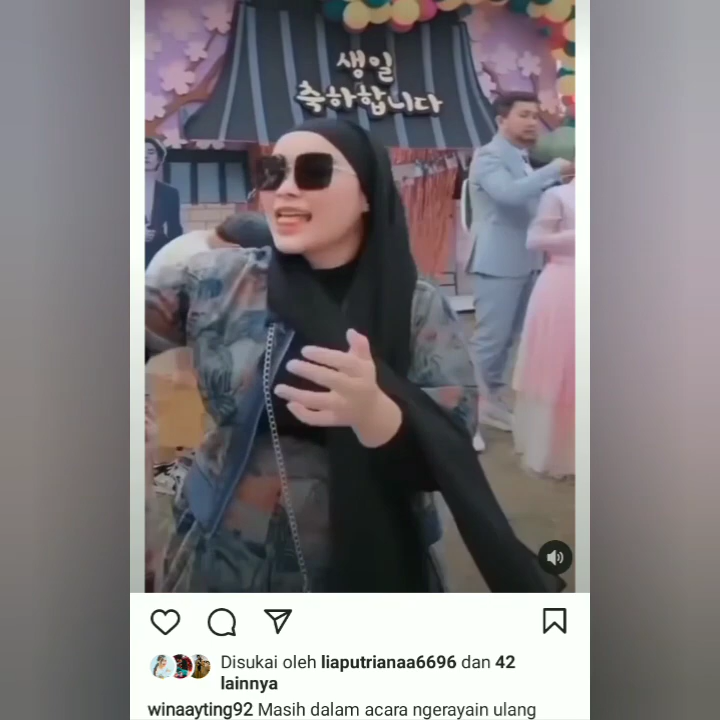 생일
축하합니다
Disukai oleh liaputrianaa6696 dan 42
lainnya
winaayting92 Masih dalam acara ngerayain ulang